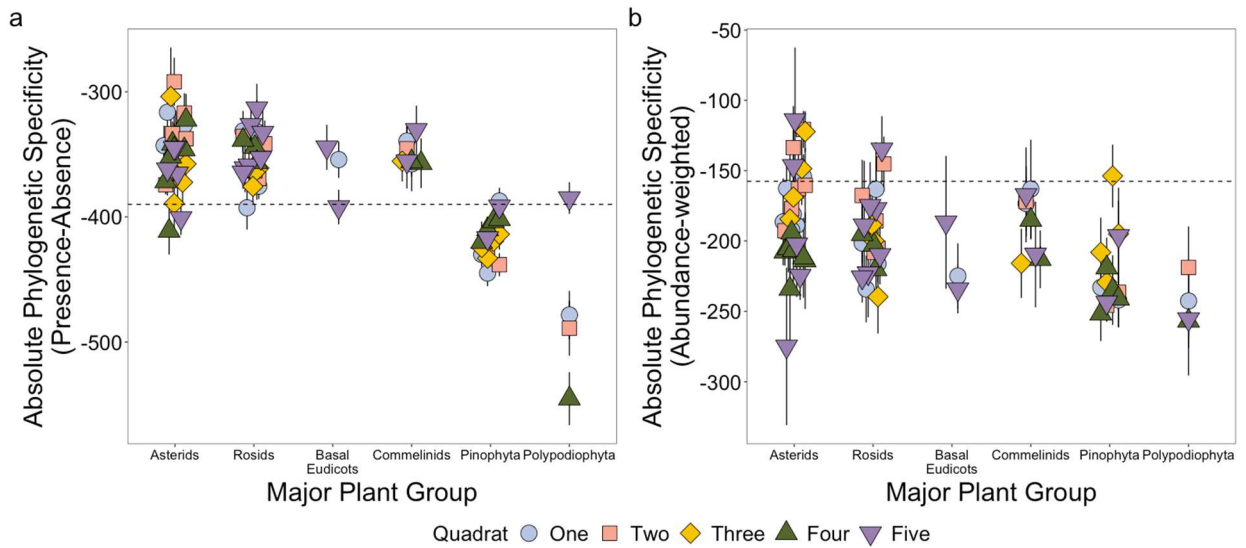 a
Absolute Phylogenetic Specificity
(Presence-Absence)
-300
-400
-500
Asterids
Rosids
Basal
Eudicots
Commelinids
Pinophyta
Polypodiophyta
Major Plant Group
b
Absolute Phylogenetic Specificity
(Abundance-weighted)
-50
-100
-150
-200
-250
-300
Asterids
Rosids
Basal
Eudicots
Commelinids
Pinophyta
Polypodiophyta
Major Plant Group
Quadrat One Two Three Four Five